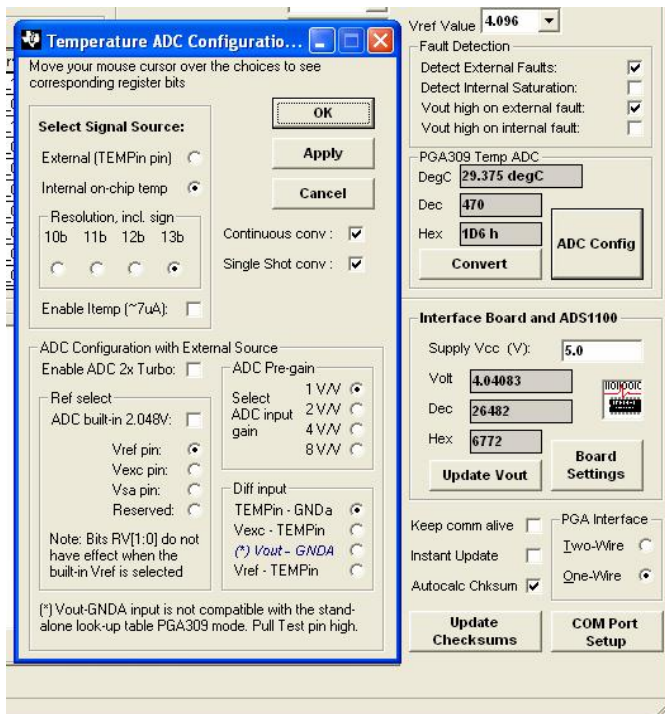 Temperature ADC Configuratio...
Move your mouse cursor over the choices to see
corresponding register bits
Select Signal Source:
External (TEMPin pin)
Internal on-chip temp
Resolution, incl. sign
10b 11b 12b 13b
Enable Itemp (~7uA):
OK
Apply
Cancel
Continuous conv :
Single Shot conv :
ADC Configuration with External Source
Enable ADC 2x Turbo:
Ref select
ADC built-in 2.048V:
Vref pin:
Vexc pin:
Vsa pin:
Reserved:
Note: Bits RV[1:0] do not
have effect when the
built-in Vref is selected
ADC Pre-gain
Select
ADC input
gain
1 V/V
2 V/V
4 V/V
8 V/V
Diff input
TEMPin - GNDa
Vexc - TEMPin
(*) Vout - GNDA
Vref - TEMPin
(*) Vout-GNDA input is not compatible with the stand-
alone look-up table PGA309 mode. Pull Test pin high.
Vref Value 4.096
Fault Detection
Detect External Faults:
Detect Internal Saturation:
Vout high on external fault:
Vout high on internal fault:
PGA309 Temp ADC
DegC 29.375 degC
Dec 470
Hex 1D6 h
Convert
ADC Config
Interface Board and ADS1100
Supply Vcc (V): 5.0
Volt 4.04083
Dec 26482
Hex 6772
Update Vout
Board
Settings
Keep comm alive
Instant Update
Autocalc Chksum
PGA Interface
Two-Wire
One-Wire
Update
Checksums
COM Port
Setup